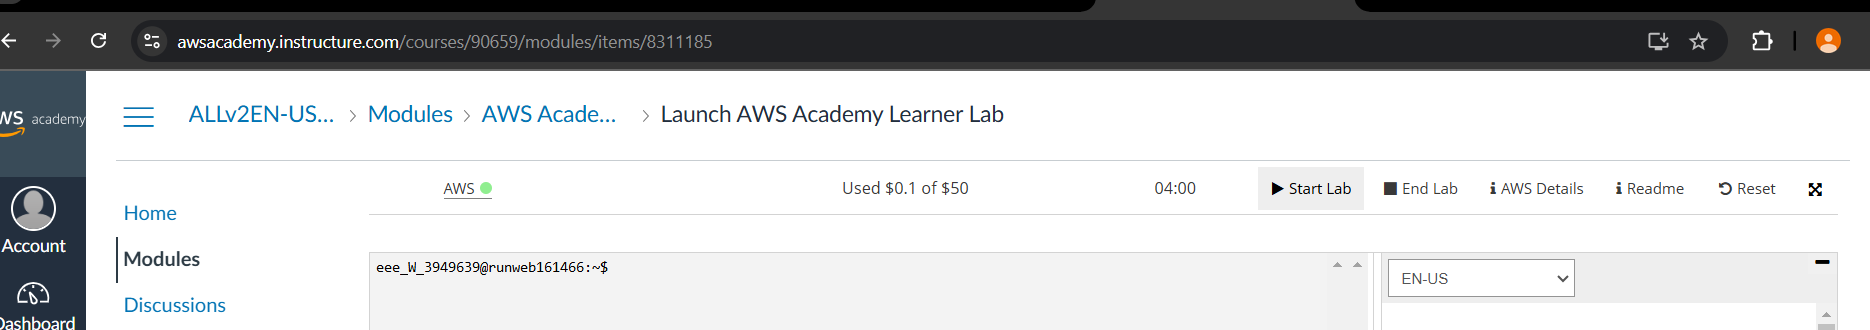 awsacademy.instructure.com/courses/90659/modules/items/8311185
WS academy
ALLv2EN-US... > Modules > AWS Acade... > Launch AWS Academy Learner Lab
AWS Used $0.1 of $50 04:00 Start Lab End Lab AWS Details Readme Reset
Home
Account
Modules
eee_W_3949639@runweb161466:~$
EN-US
Discussions
Dashboard